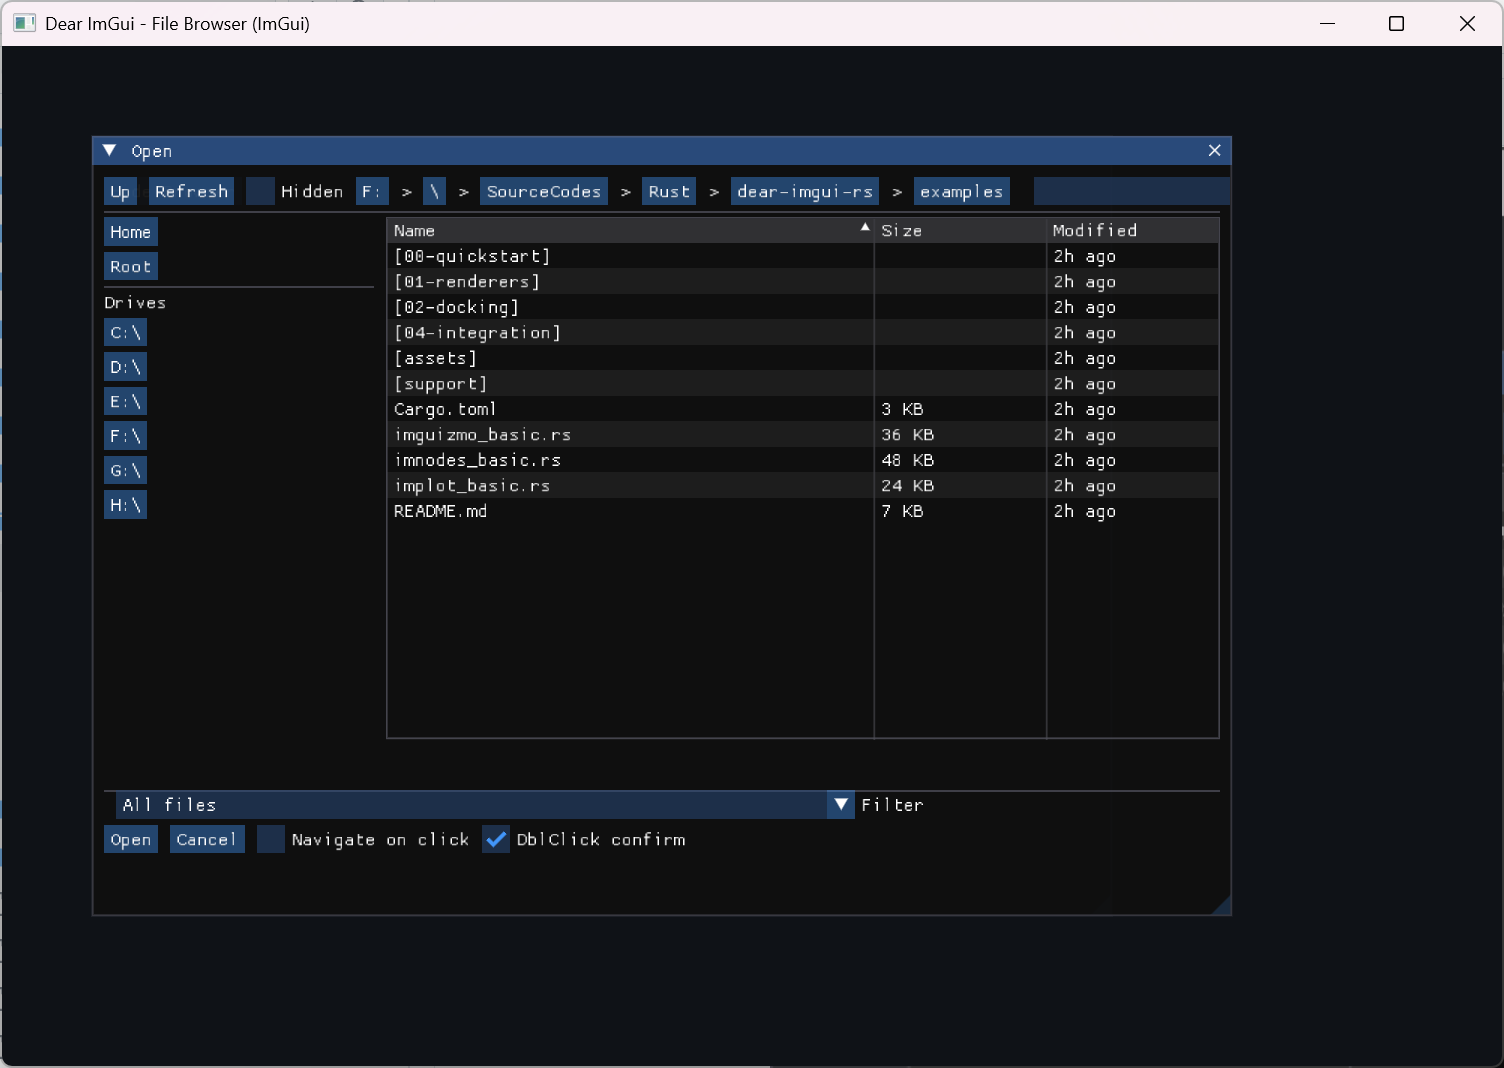 Dear ImGui - File Browser (ImGui)
Open
Up Refresh Hidden F: > \ > SourceCodes > Rust > dear-imgui-rs > examples
Home
Root
Drives
C:\
D:\
E:\
F:\
G:\
H:\
Name Size Modified
[00-quickstart] 2h ago
[01-renderers] 2h ago
[02-docking] 2h ago
[04-integration] 2h ago
[assets] 2h ago
[support] 2h ago
Cargo.toml 3 KB 2h ago
imguizmo_basic.rs 36 KB 2h ago
imnodes_basic.rs 48 KB 2h ago
implot_basic.rs 24 KB 2h ago
README.md 7 KB 2h ago
All files Filter
Open Cancel Navigate on click DblClick confirm